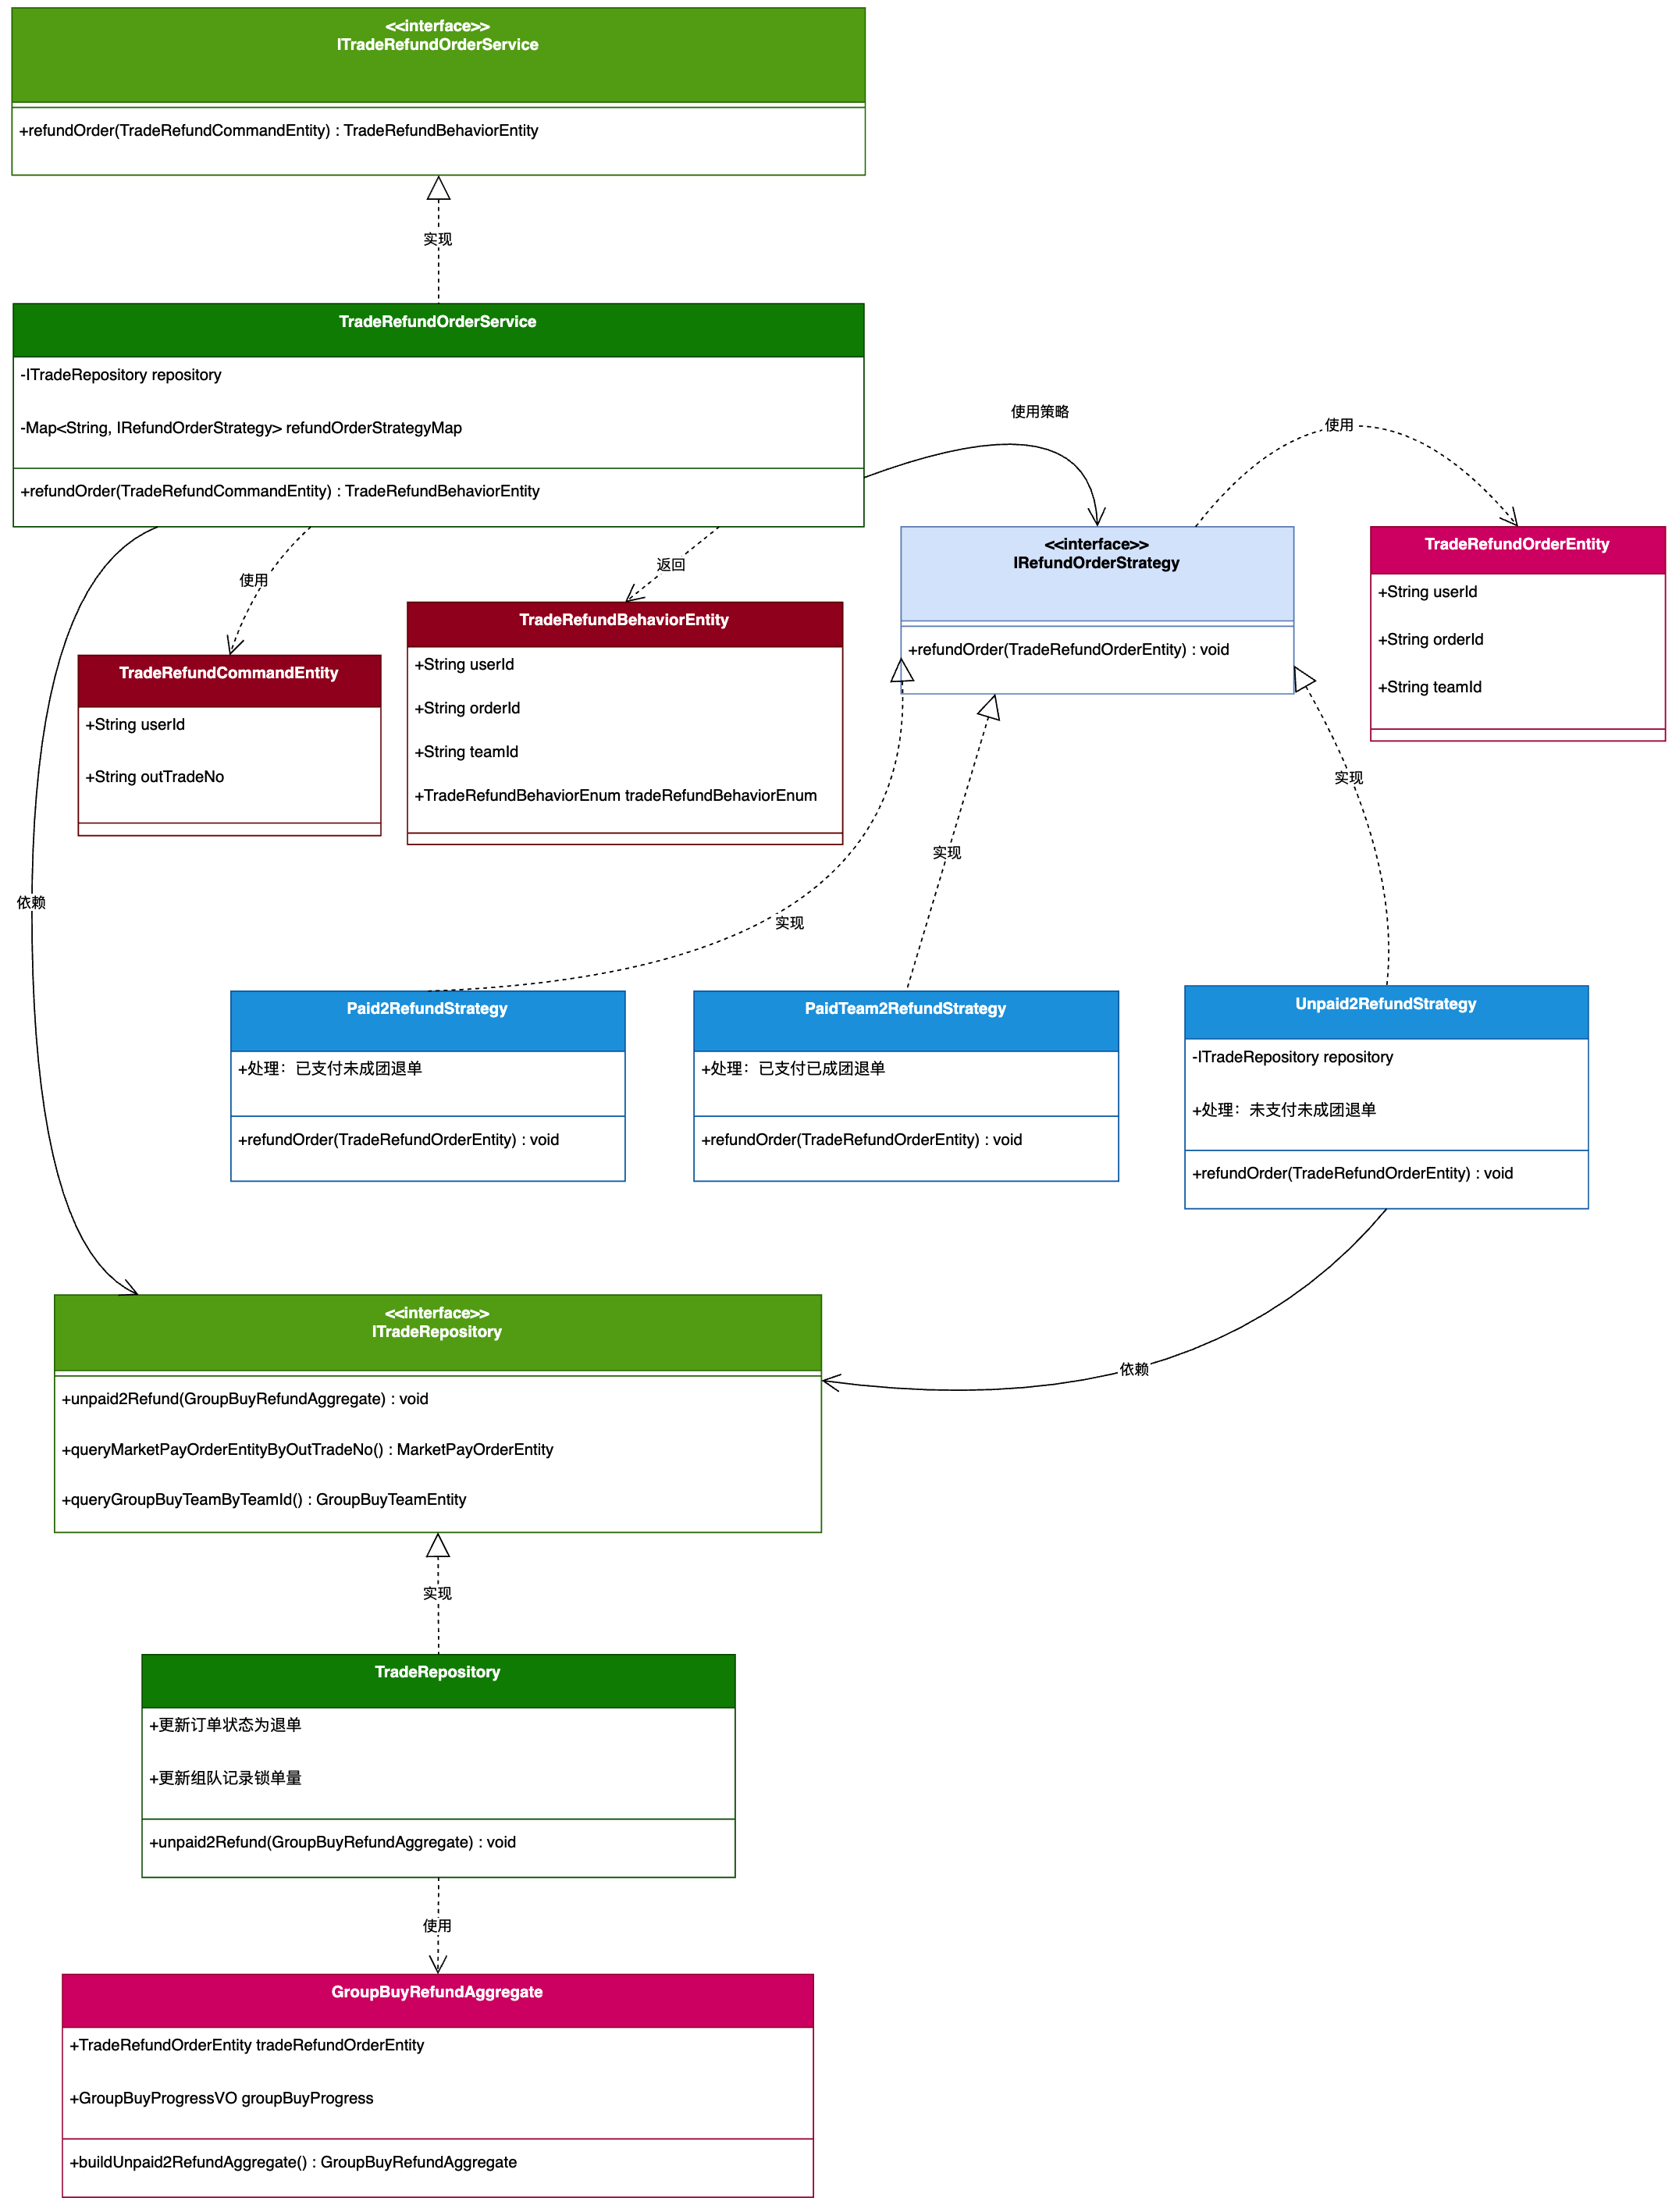 <<interface>>
ITradeRefundOrderService
+refundOrder(TradeRefundCommandEntity) : TradeRefundBehaviorEntity
实现
TradeRefundOrderService
-ITradeRepository repository
-Map<String, IRefundOrderStrategy> refundOrderStrategyMap
+refundOrder(TradeRefundCommandEntity) : TradeRefundBehaviorEntity
使用策略
使用
<<interface>>
IRefundOrderStrategy
+refundOrder(TradeRefundOrderEntity) : void
TradeRefundOrderEntity
+String userId
+String orderId
+String teamId
使用
返回
TradeRefundCommandEntity
+String userId
+String outTradeNo
TradeRefundBehaviorEntity
+String userId
+String orderId
+String teamId
+TradeRefundBehaviorEnum tradeRefundBehaviorEnum
依赖
实现
实现
实现
Paid2RefundStrategy
+处理：已支付未成团退单
+refundOrder(TradeRefundOrderEntity) : void
PaidTeam2RefundStrategy
+处理：已支付已成团退单
+refundOrder(TradeRefundOrderEntity) : void
Unpaid2RefundStrategy
-ITradeRepository repository
+处理：未支付未成团退单
+refundOrder(TradeRefundOrderEntity) : void
依赖
<<interface>>
ITradeRepository
+unpaid2Refund(GroupBuyRefundAggregate) : void
+queryMarketPayOrderEntityByOutTradeNo() : MarketPayOrderEntity
+queryGroupBuyTeamByTeamId() : GroupBuyTeamEntity
实现
TradeRepository
+更新订单状态为退单
+更新组队记录锁单量
+unpaid2Refund(GroupBuyRefundAggregate) : void
使用
GroupBuyRefundAggregate
+TradeRefundOrderEntity tradeRefundOrderEntity
+GroupBuyProgressVO groupBuyProgress
+buildUnpaid2RefundAggregate() : GroupBuyRefundAggregate